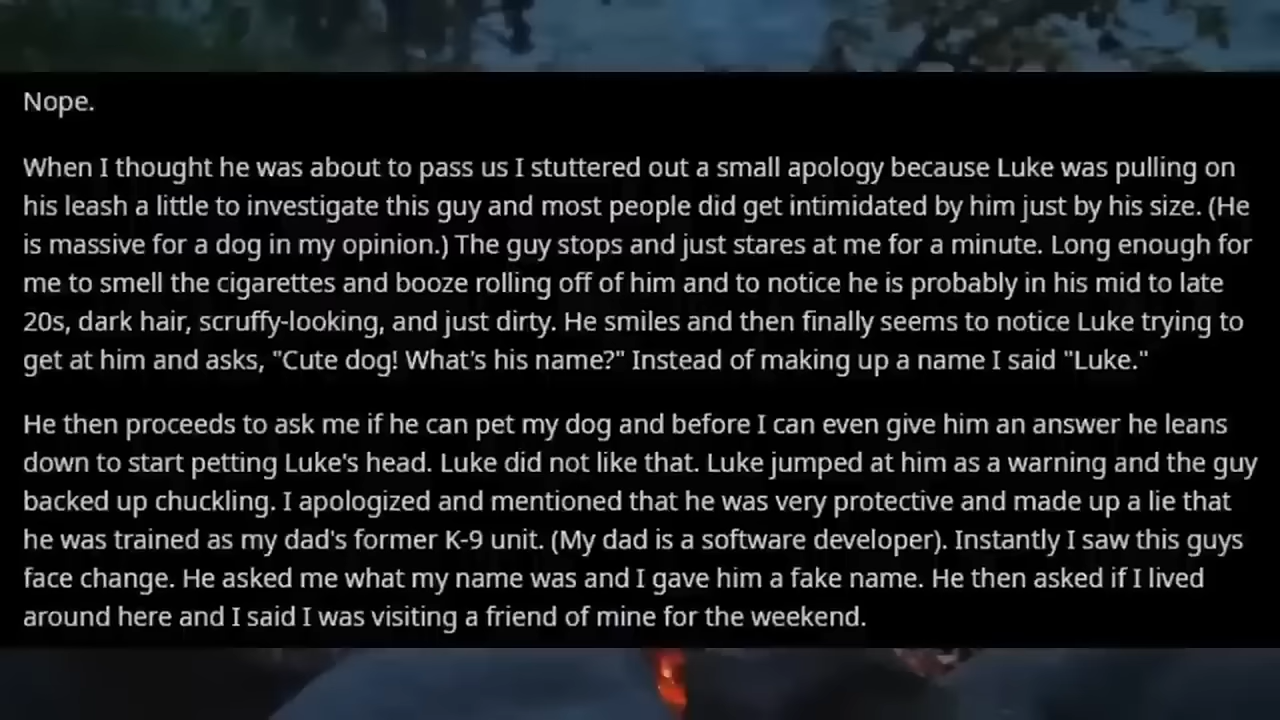 Nope.
When I thought he was about to pass us I stuttered out a small apology because Luke was pulling on
his leash a little to investigate this guy and most people did get intimidated by him just by his size. (He
is massive for a dog in my opinion.) The guy stops and just stares at me for a minute. Long enough for
me to smell the cigarettes and booze rolling off of him and to notice he is probably in his mid to late
20s, dark hair, scruffy-looking, and just dirty. He smiles and then finally seems to notice Luke trying to
get at him and asks, "Cute dog! What's his name?" Instead of making up a name I said "Luke."
He then proceeds to ask me if he can pet my dog and before I can even give him an answer he leans
down to start petting Luke's head. Luke did not like that. Luke jumped at him as a warning and the guy
backed up chuckling. I apologized and mentioned that he was very protective and made up a lie that
he was trained as my dad's former K-9 unit. (My dad is a software developer). Instantly I saw this guys
face change. He asked me what my name was and I gave him a fake name. He then asked if I lived
around here and I said I was visiting a friend of mine for the weekend.